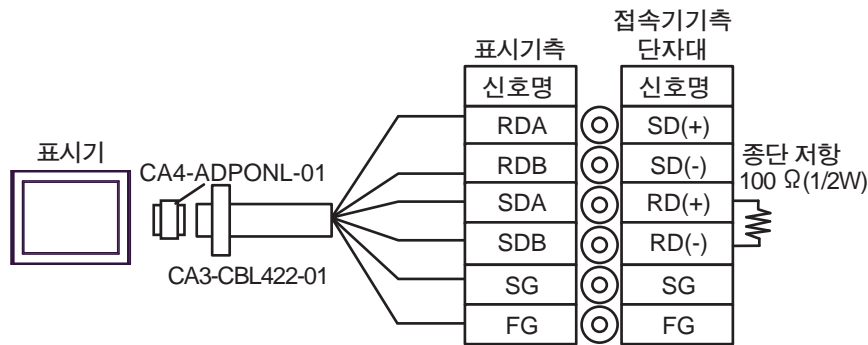 접속기기측
표시기측 단자대
신호명 신호명
RDA SD(+)
표시기 종단 저항
CA4-ADPONL-01 RDB SD(-) 100 Ω(1/2W)
SDA RD(+)
SDB RD(-)
CA3-CBL422-01 SG SG
FG FG